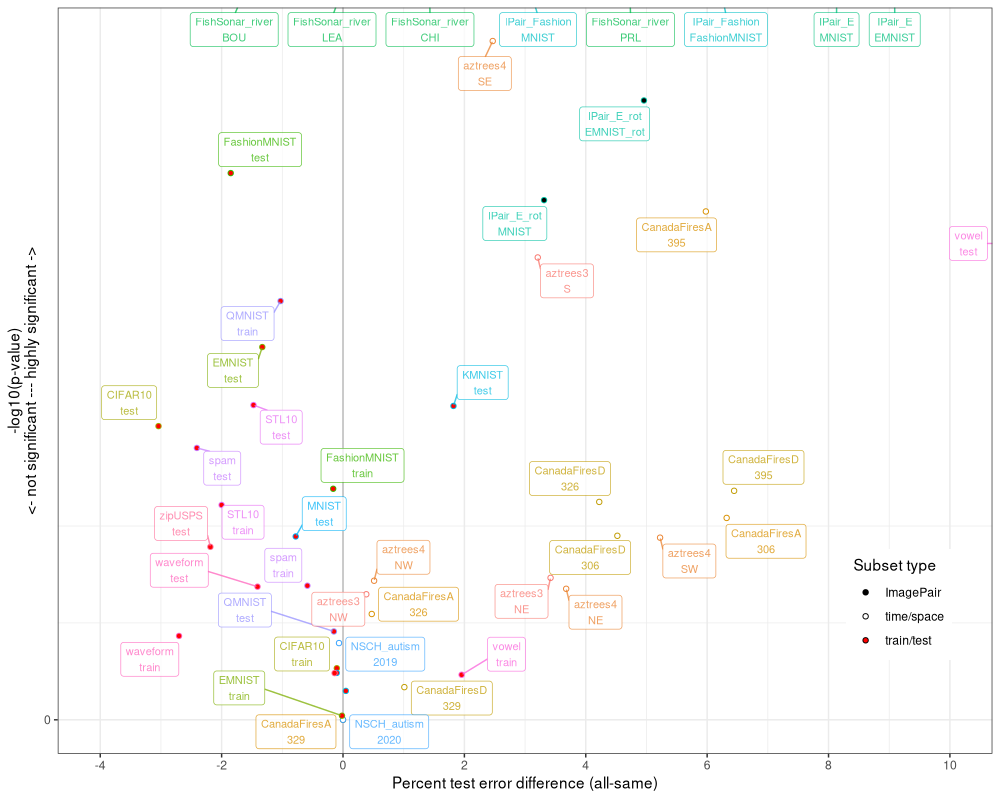 FishSonar_river
BOU
FishSonar_river
LEA
FishSonar_river
CHI
IPair_Fashion
MNIST
FishSonar_river
PRL
IPair_Fashion
FashionMNIST
IPair_E
MNIST
IPair_E
EMNIST
aztrees4
SE
IPair_E_rot
EMNIST_rot
FashionMNIST
test
IPair_E_rot
MNIST
CanadaFiresA
395
vowel
test
aztrees3
S
QMNIST
train
EMNIST
test
KMNIST
test
CIFAR10
test
STL10
test
spam
test
FashionMNIST
train
CanadaFiresD
326
CanadaFiresD
395
zipUSPS
test
STL10
train
MNIST
test
CanadaFiresA
306
waveform
test
spam
train
aztrees4
NW
CanadaFiresD
306
aztrees4
SW
QMNIST
test
aztrees3
NW
CanadaFiresA
326
aztrees3
NE
aztrees4
NE
waveform
train
CIFAR10
train
NSCH_autism
2019
vowel
train
EMNIST
train
CanadaFiresD
329
CanadaFiresA
329
NSCH_autism
2020
Subset type
ImagePair
time/space
train/test
-log10(p-value)
<- not significant --- highly significant ->
0
-4
-2
0
2
4
6
8
10
Percent test error difference (all-same)